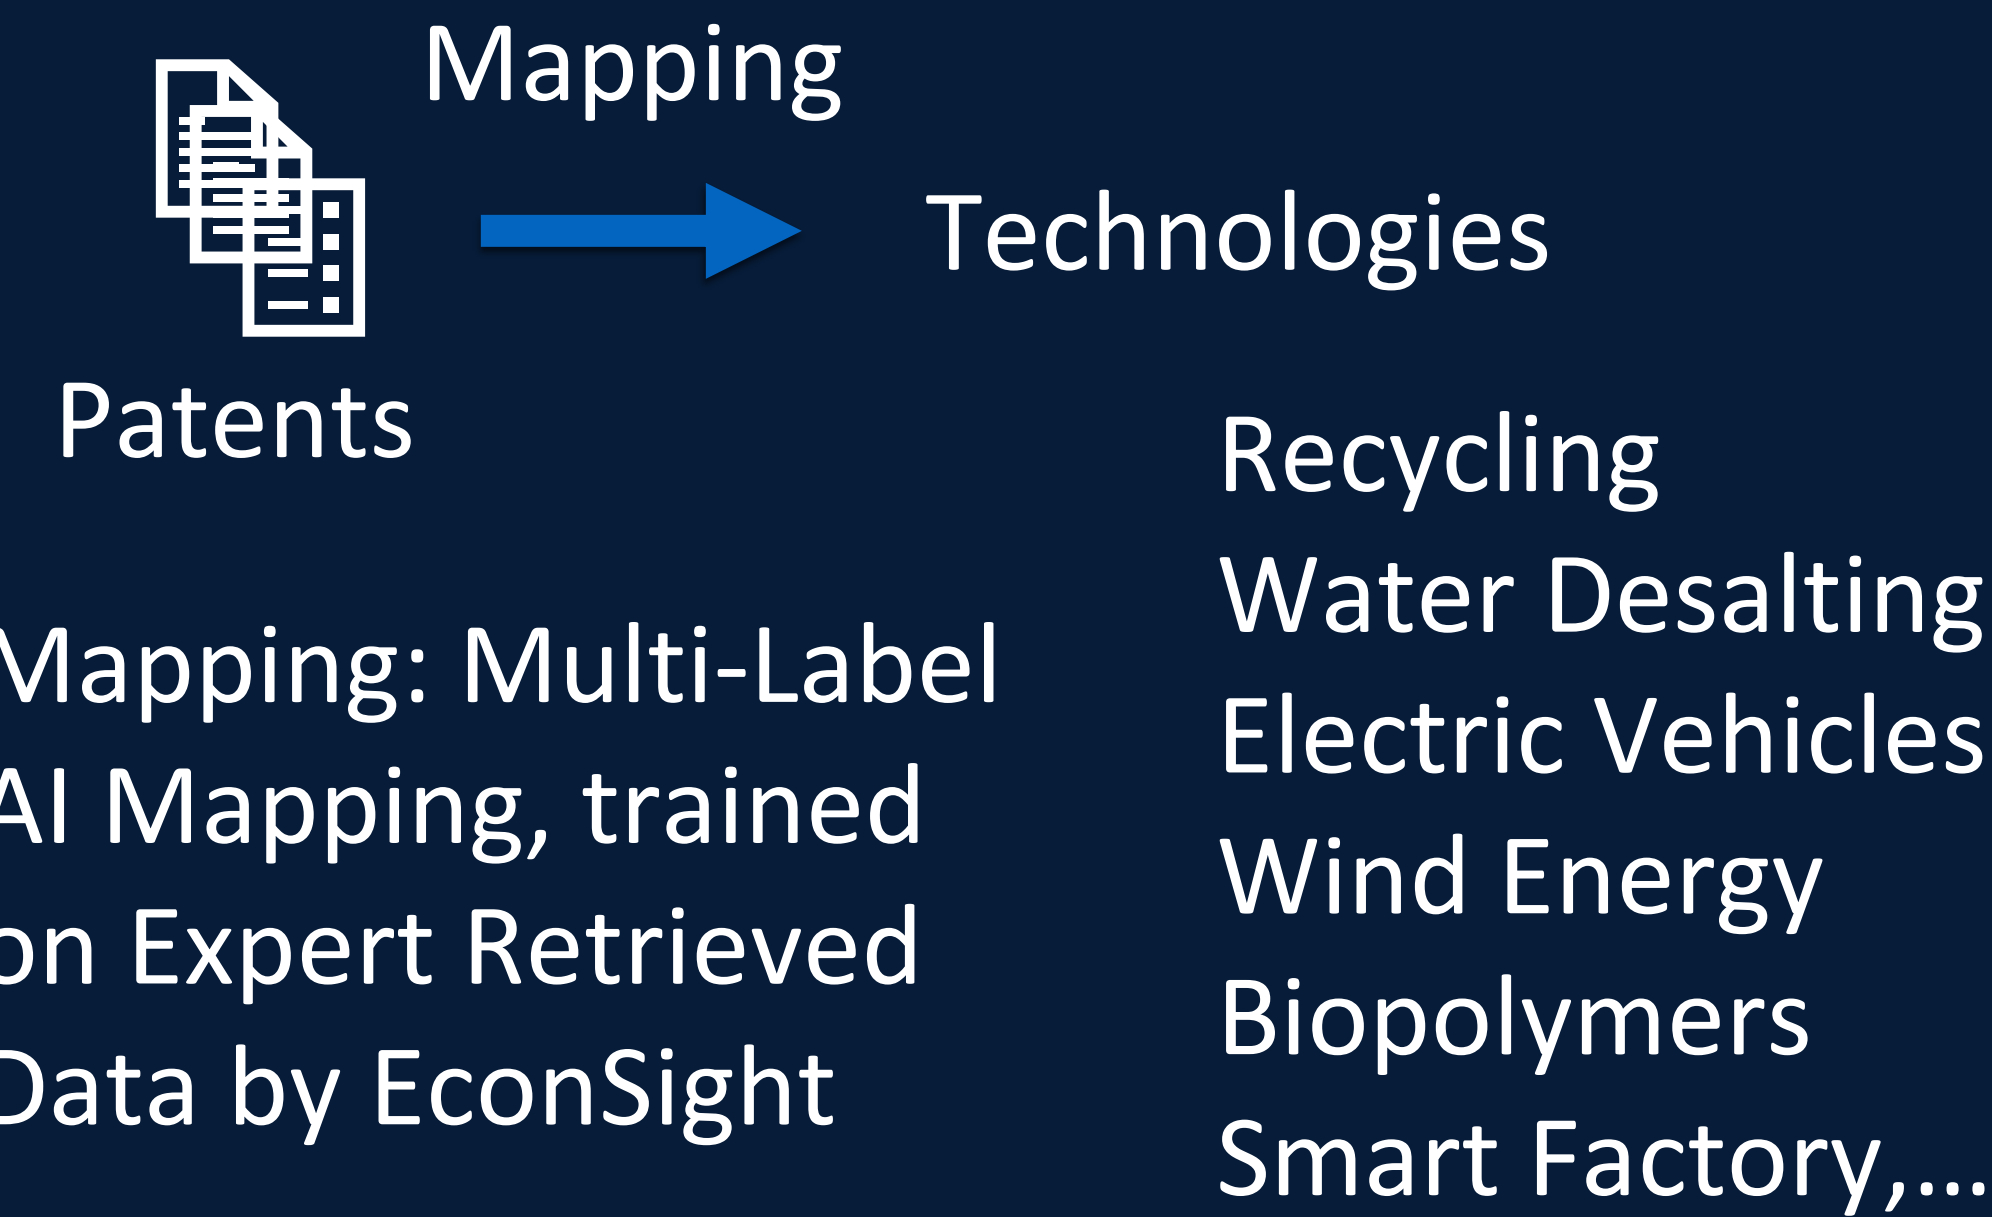 Mapping
Technologies
Patents
Mapping: Multi-Label
AI Mapping, trained
on Expert Retrieved
Data by EconSight
Recycling
Water Desalting
Electric Vehicles
Wind Energy
Biopolymers
Smart Factory,...